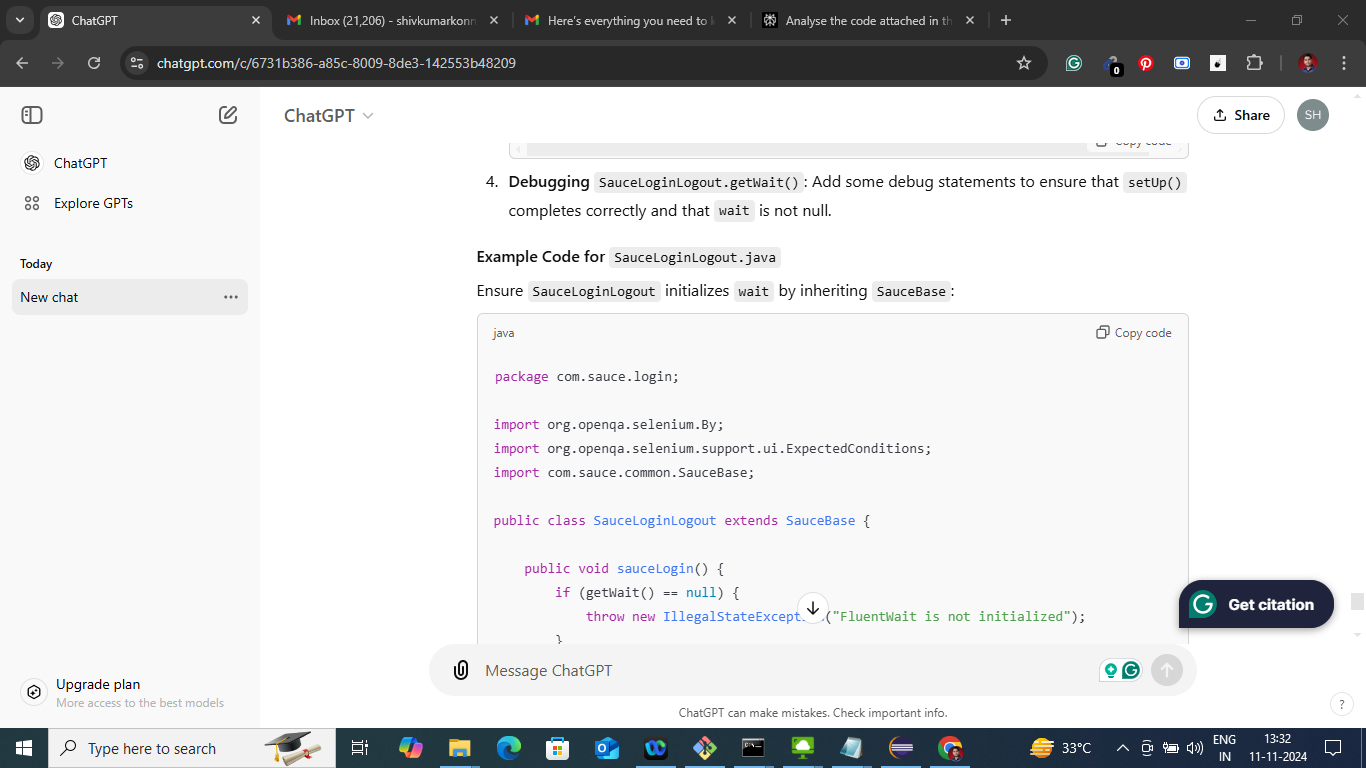 ChatGPT
Inbox (21,206) - shivkumarkonn
Here's everything you need to
Analyse the code attached in th
chatgpt.com/c/6731b386-a85c-8009-8de3-142553b48209
0
ChatGPT
Share
SH
ChatGPT
Explore GPTs
Today
New chat
Upgrade plan
More access to the best models
Copy code
4. Debugging SauceLoginLogout.getWait(): Add some debug statements to ensure that setUp()
completes correctly and that wait is not null.
Example Code for SauceLoginLogout.java
Ensure SauceLoginLogout initializes wait by inheriting SauceBase:
java
Copy code
package com.sauce.login;
import org.openqa.selenium.By;
import org.openqa.selenium.support.ui.ExpectedConditions;
import com.sauce.common.SauceBase;
public class SauceLoginLogout extends SauceBase {
public void sauceLogin() {
if (getWait() == null) {
throw new IllegalStateExcept ("FluentWait is not initialized");
}
Get citation
Message ChatGPT
ChatGPT can make mistakes. Check important info.
?
Type here to search
33°C
ENG
IN
13:32
11-11-2024